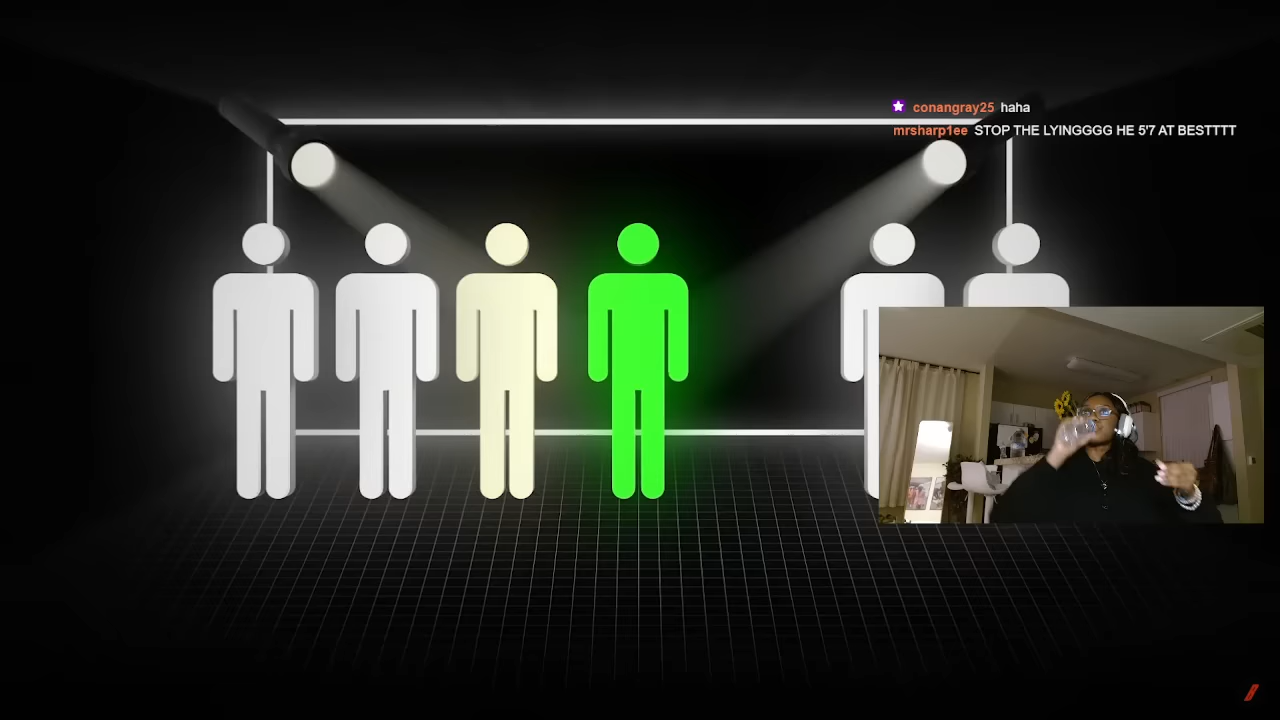 conangray25 haha
mrsharp1ee STOP THE LYINGGGG HE 5'7 AT BESTTTT